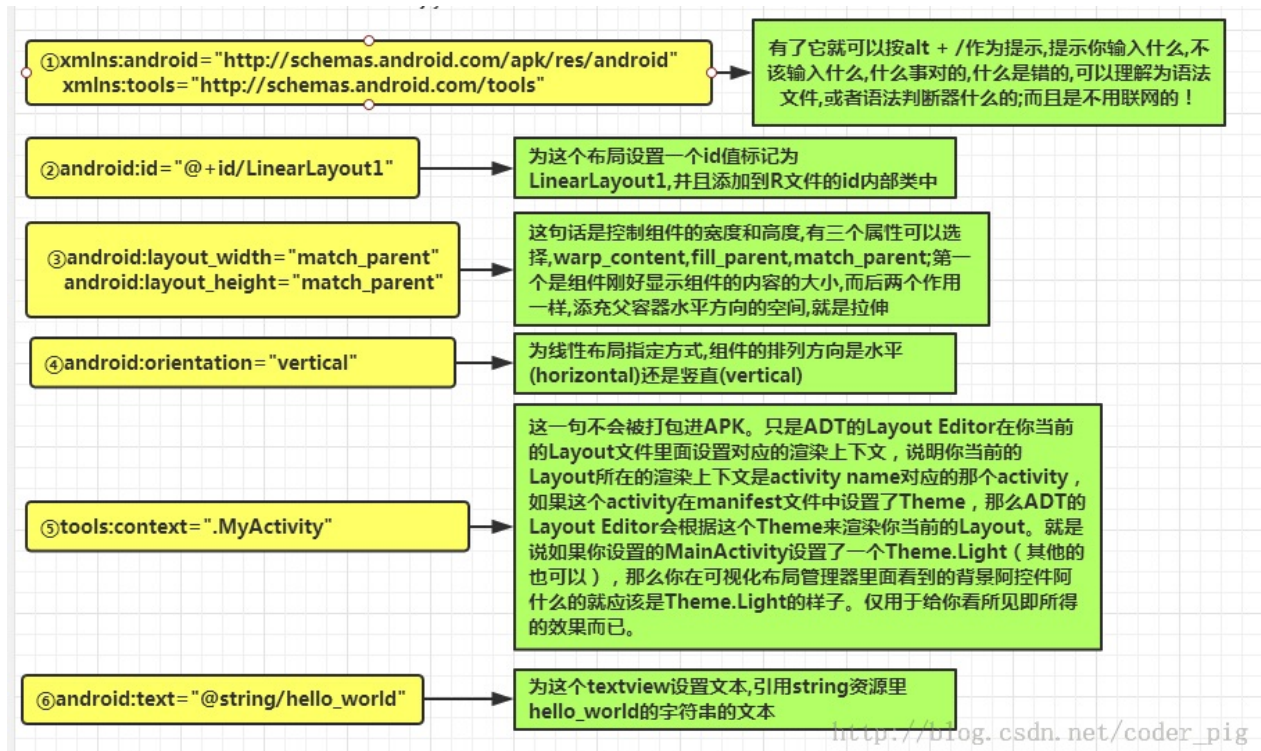 ①xmlns:android="http://schemas.android.com/apk/res/android"
xmlns:tools="http://schemas.android.com/tools"
有了它就可以按alt + /作为提示,提示你输入什么,不
该输入什么,什么事对的,什么是错的,可以理解为语法
文件,或者语法判断器什么的;而且是不用联网的！
②android:id="@+id/LinearLayout1"
为这个布局设置一个id值标记为
LinearLayout1,并且添加到R文件的id内部类中
③android:layout_width="match_parent"
android:layout_height="match_parent"
这句话是控制组件的宽度和高度,有三个属性可以选
择,warp_content,fill_parent,match_parent;第一
个是组件刚好显示组件的内容的大小,而后两个作用
一样,添充父容器水平方向的空间,就是拉伸
④android:orientation="vertical"
为线性布局指定方式,组件的排列方向是水平
(horizontal)还是竖直(vertical)
⑤tools:context=".MyActivity"
这一句不会被打包进APK。只是ADT的Layout Editor在你当前
的Layout文件里面设置对应的渲染上下文，说明你当前的
Layout所在的渲染上下文是activity name对应的那个activity，
如果这个activity在manifest文件中设置了Theme，那么ADT的
Layout Editor会根据这个Theme来渲染你当前的Layout。就是
说如果你设置的MainActivity设置了一个Theme.Light（其他的
也可以），那么你在可视化布局管理器里面看到的背景阿控件阿
什么的就应该是Theme.Light的样子。仅用于给你看所见即所得
的效果而已。
⑥android:text="@string/hello_world"
为这个textview设置文本,引用string资源里
hello_world的字符串的文本
http://blog.csdn.net/coder_pig